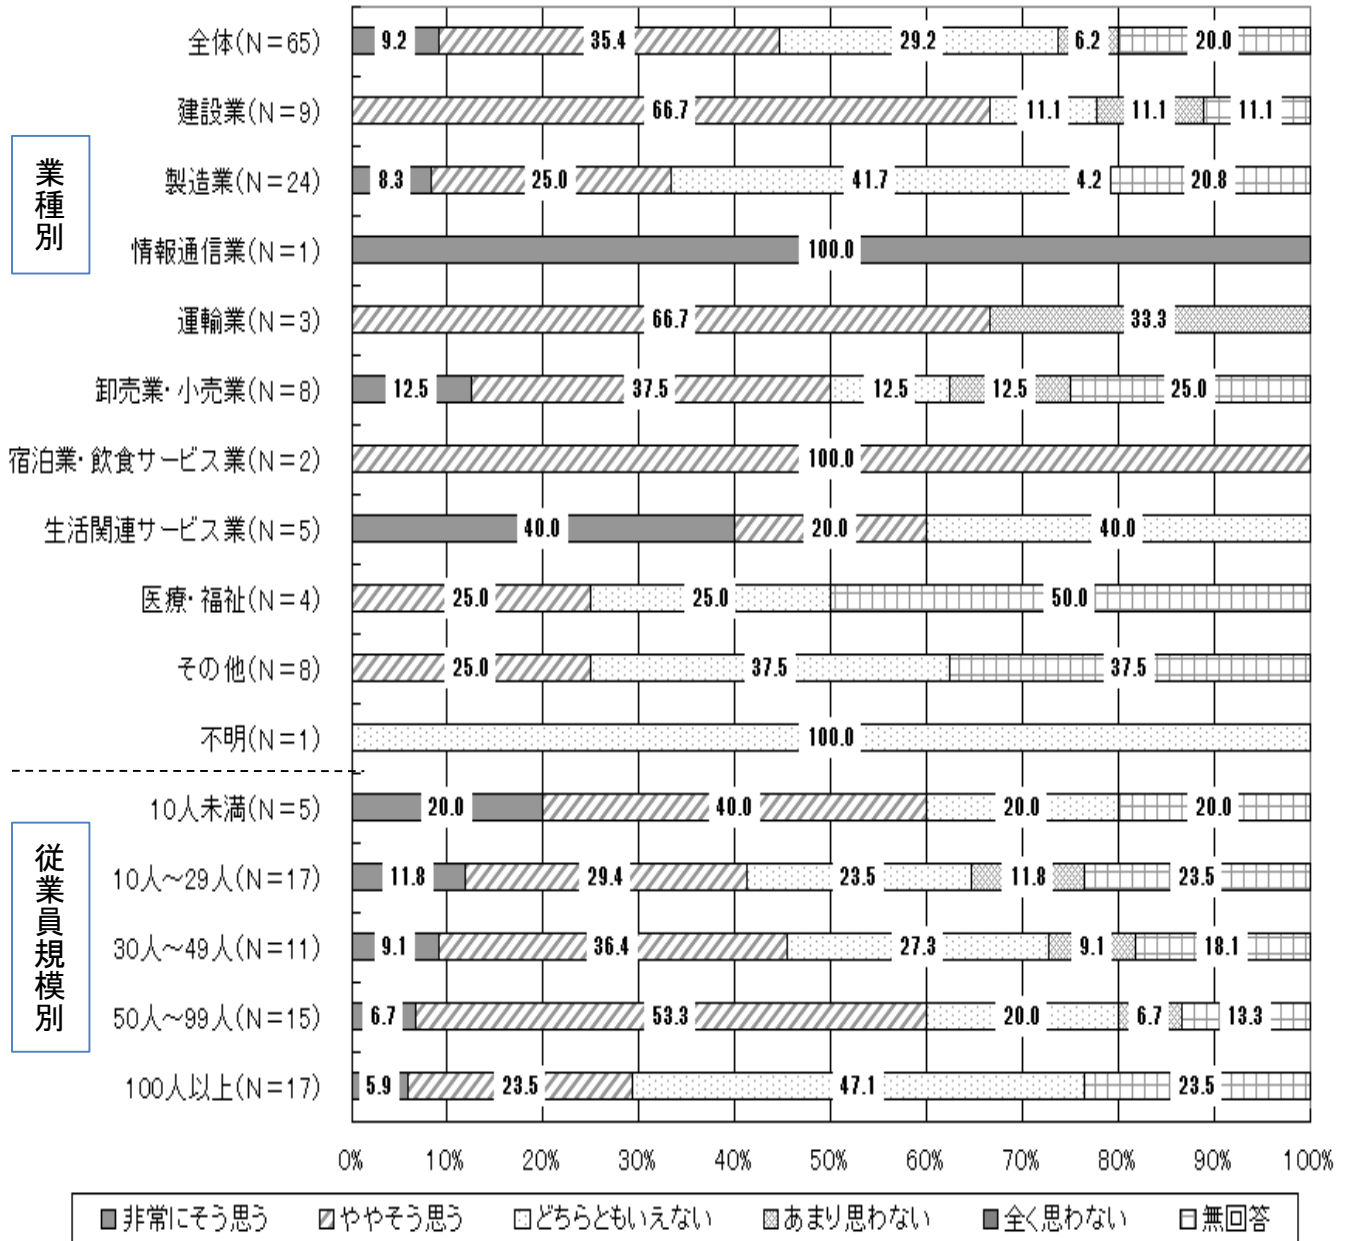 全体(N=65) 9.2 35.4 29.2 6.2 20.0
建設業(N=9) 66.7 11.1 11.1 11.1
業種別
製造業(N=24) 8.3 25.0 41.7 4.2 20.8
情報通信業(N=1) 100.0
運輸業(N=3) 66.7 33.3
卸売業・小売業(N=8) 12.5 37.5 12.5 12.5 25.0
宿泊業・飲食サービス業(N=2) 100.0
生活関連サービス業(N=5) 40.0 20.0 40.0
医療・福祉(N=4) 25.0 25.0 50.0
その他(N=8) 25.0 37.5 37.5
不明(N=1) 100.0
10人未満(N=5) 20.0 40.0 20.0 20.0
従業員規模別
10人～29人(N=17) 11.8 29.4 23.5 11.8 23.5
30人～49人(N=11) 9.1 36.4 27.3 9.1 18.1
50人～99人(N=15) 6.7 53.3 20.0 6.7 13.3
100人以上(N=17) 5.9 23.5 47.1 23.5
0% 10% 20% 30% 40% 50% 60% 70% 80% 90% 100%
非常にそう思う ややそう思う どちらともいえない あまり思わない 全く思わない 無回答